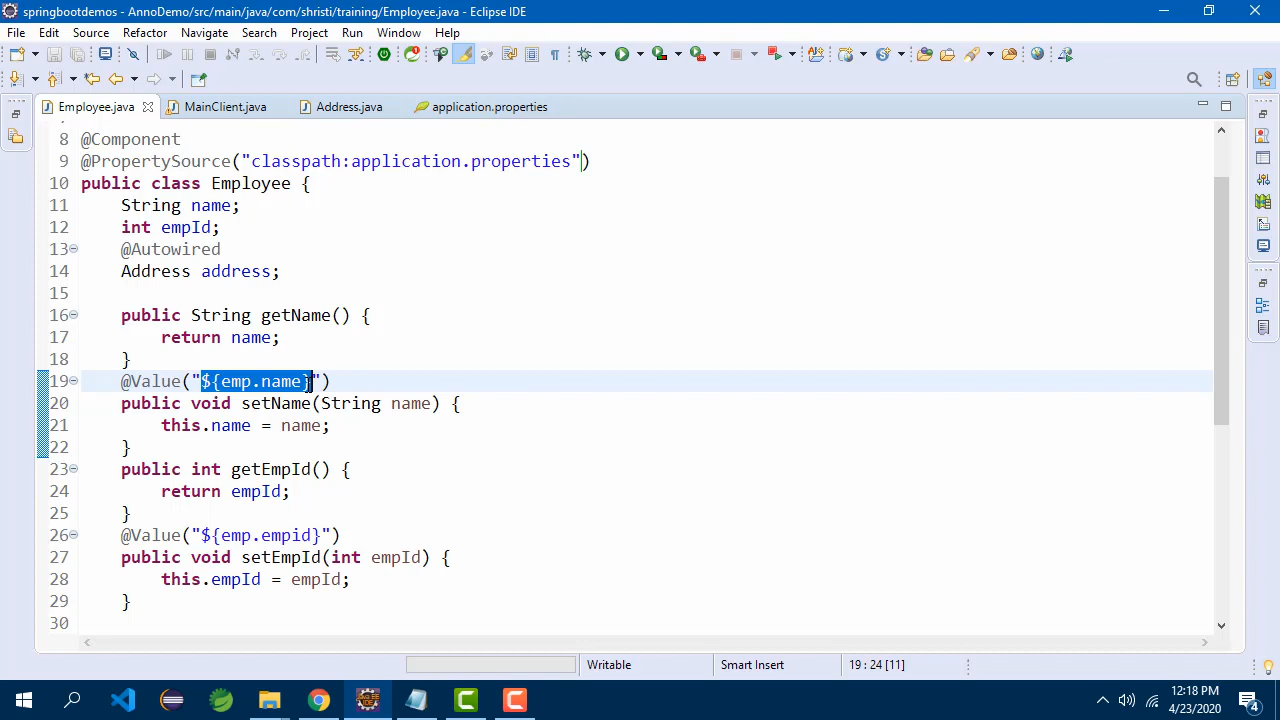 springbootdemos - AnnoDemo/src/main/java/com/shristi/training/Employee.java - Eclipse IDE
File Edit Source Refactor Navigate Search Project Run Window Help
Employee.java MainClient.java Address.java application.properties
8 @Component
9 @PropertySource("classpath:application.properties")
10 public class Employee {
11 String name;
12 int empId;
13 @Autowired
14 Address address;
15
16 public String getName() {
17 return name;
18 }
19 @Value("${emp.name}")
20 public void setName(String name) {
21 this.name = name;
22 }
23 public int getEmpId() {
24 return empId;
25 }
26 @Value("${emp.empid}")
27 public void setEmpId(int empId) {
28 this.empId = empId;
29 }
30
Writable Smart Insert 19 : 24 [11]
12:18 PM
4/23/2020
4